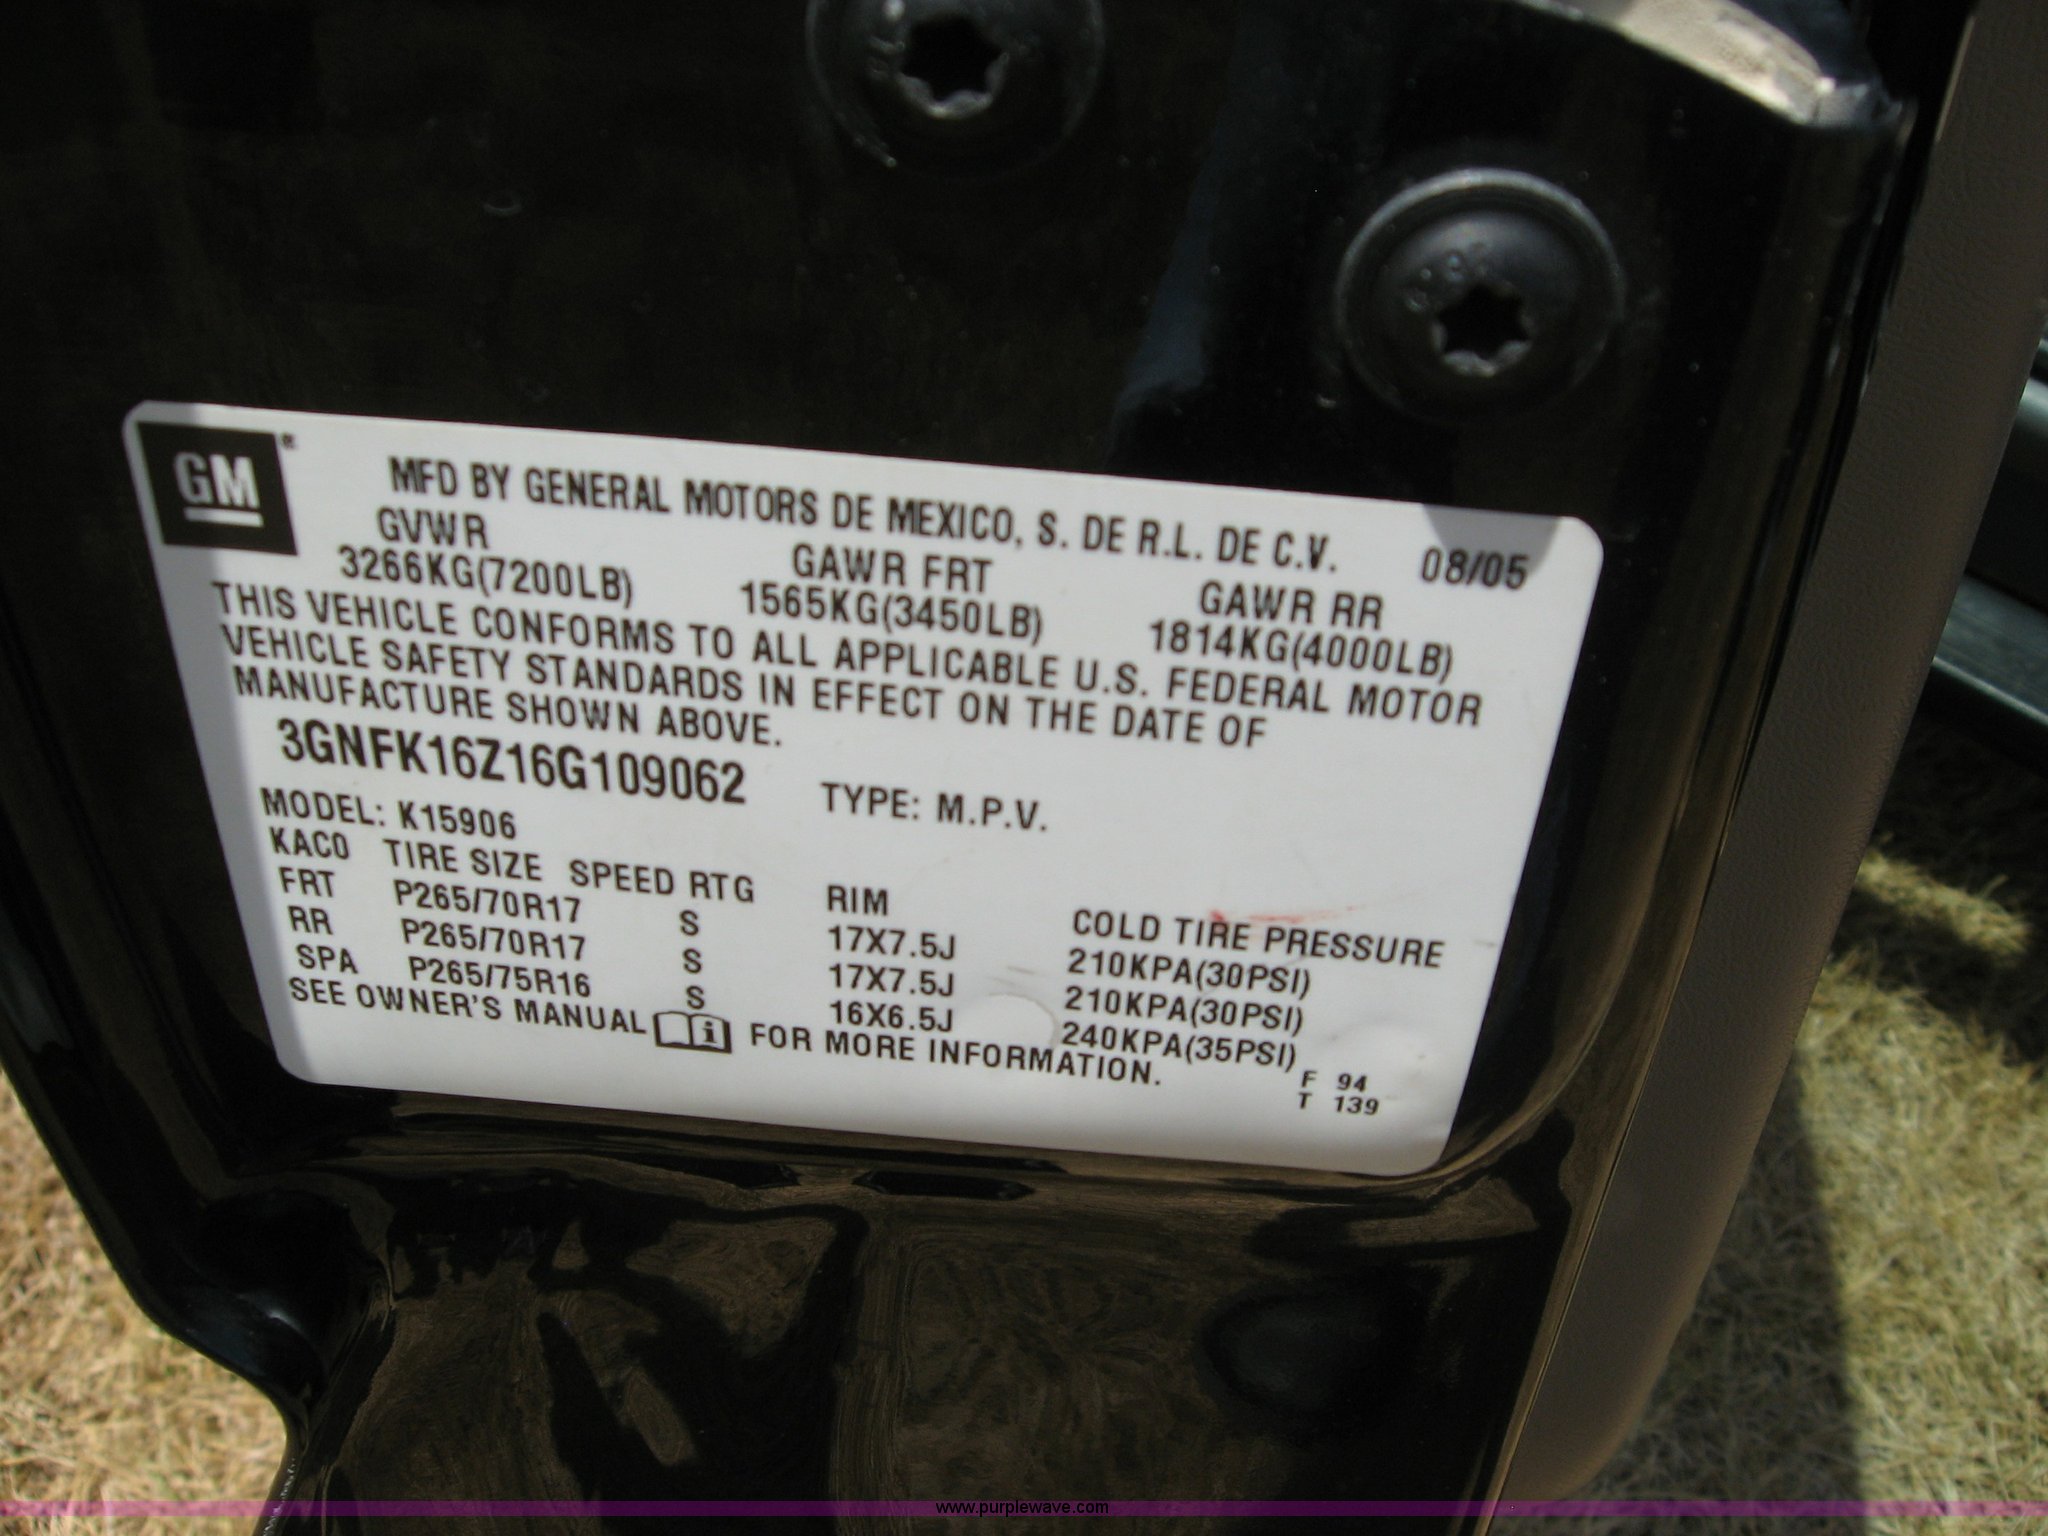 GM®
MFD BY GENERAL MOTORS DE MEXICO, S. DE R.L. DE C.V. 08/05
GVWR GAWR FRT GAWR RR
3266KG(7200LB) 1565KG(3450LB) 1814KG(4000LB)
THIS VEHICLE CONFORMS TO ALL APPLICABLE U.S. FEDERAL MOTOR
VEHICLE SAFETY STANDARDS IN EFFECT ON THE DATE OF
MANUFACTURE SHOWN ABOVE.
3GNFK16Z16G109062 TYPE: M.P.V.
MODEL: K15906
KACO TIRE SIZE SPEED RTG RIM COLD TIRE PRESSURE
FRT P265/70R17 S 17X7.5J 210KPA(30PSI)
RR P265/70R17 S 17X7.5J 210KPA(30PSI)
SPA P265/75R16 S 16X6.5J 240KPA(35PSI)
SEE OWNER'S MANUAL i FOR MORE INFORMATION.
F 94
T 139
www.purplewave.com